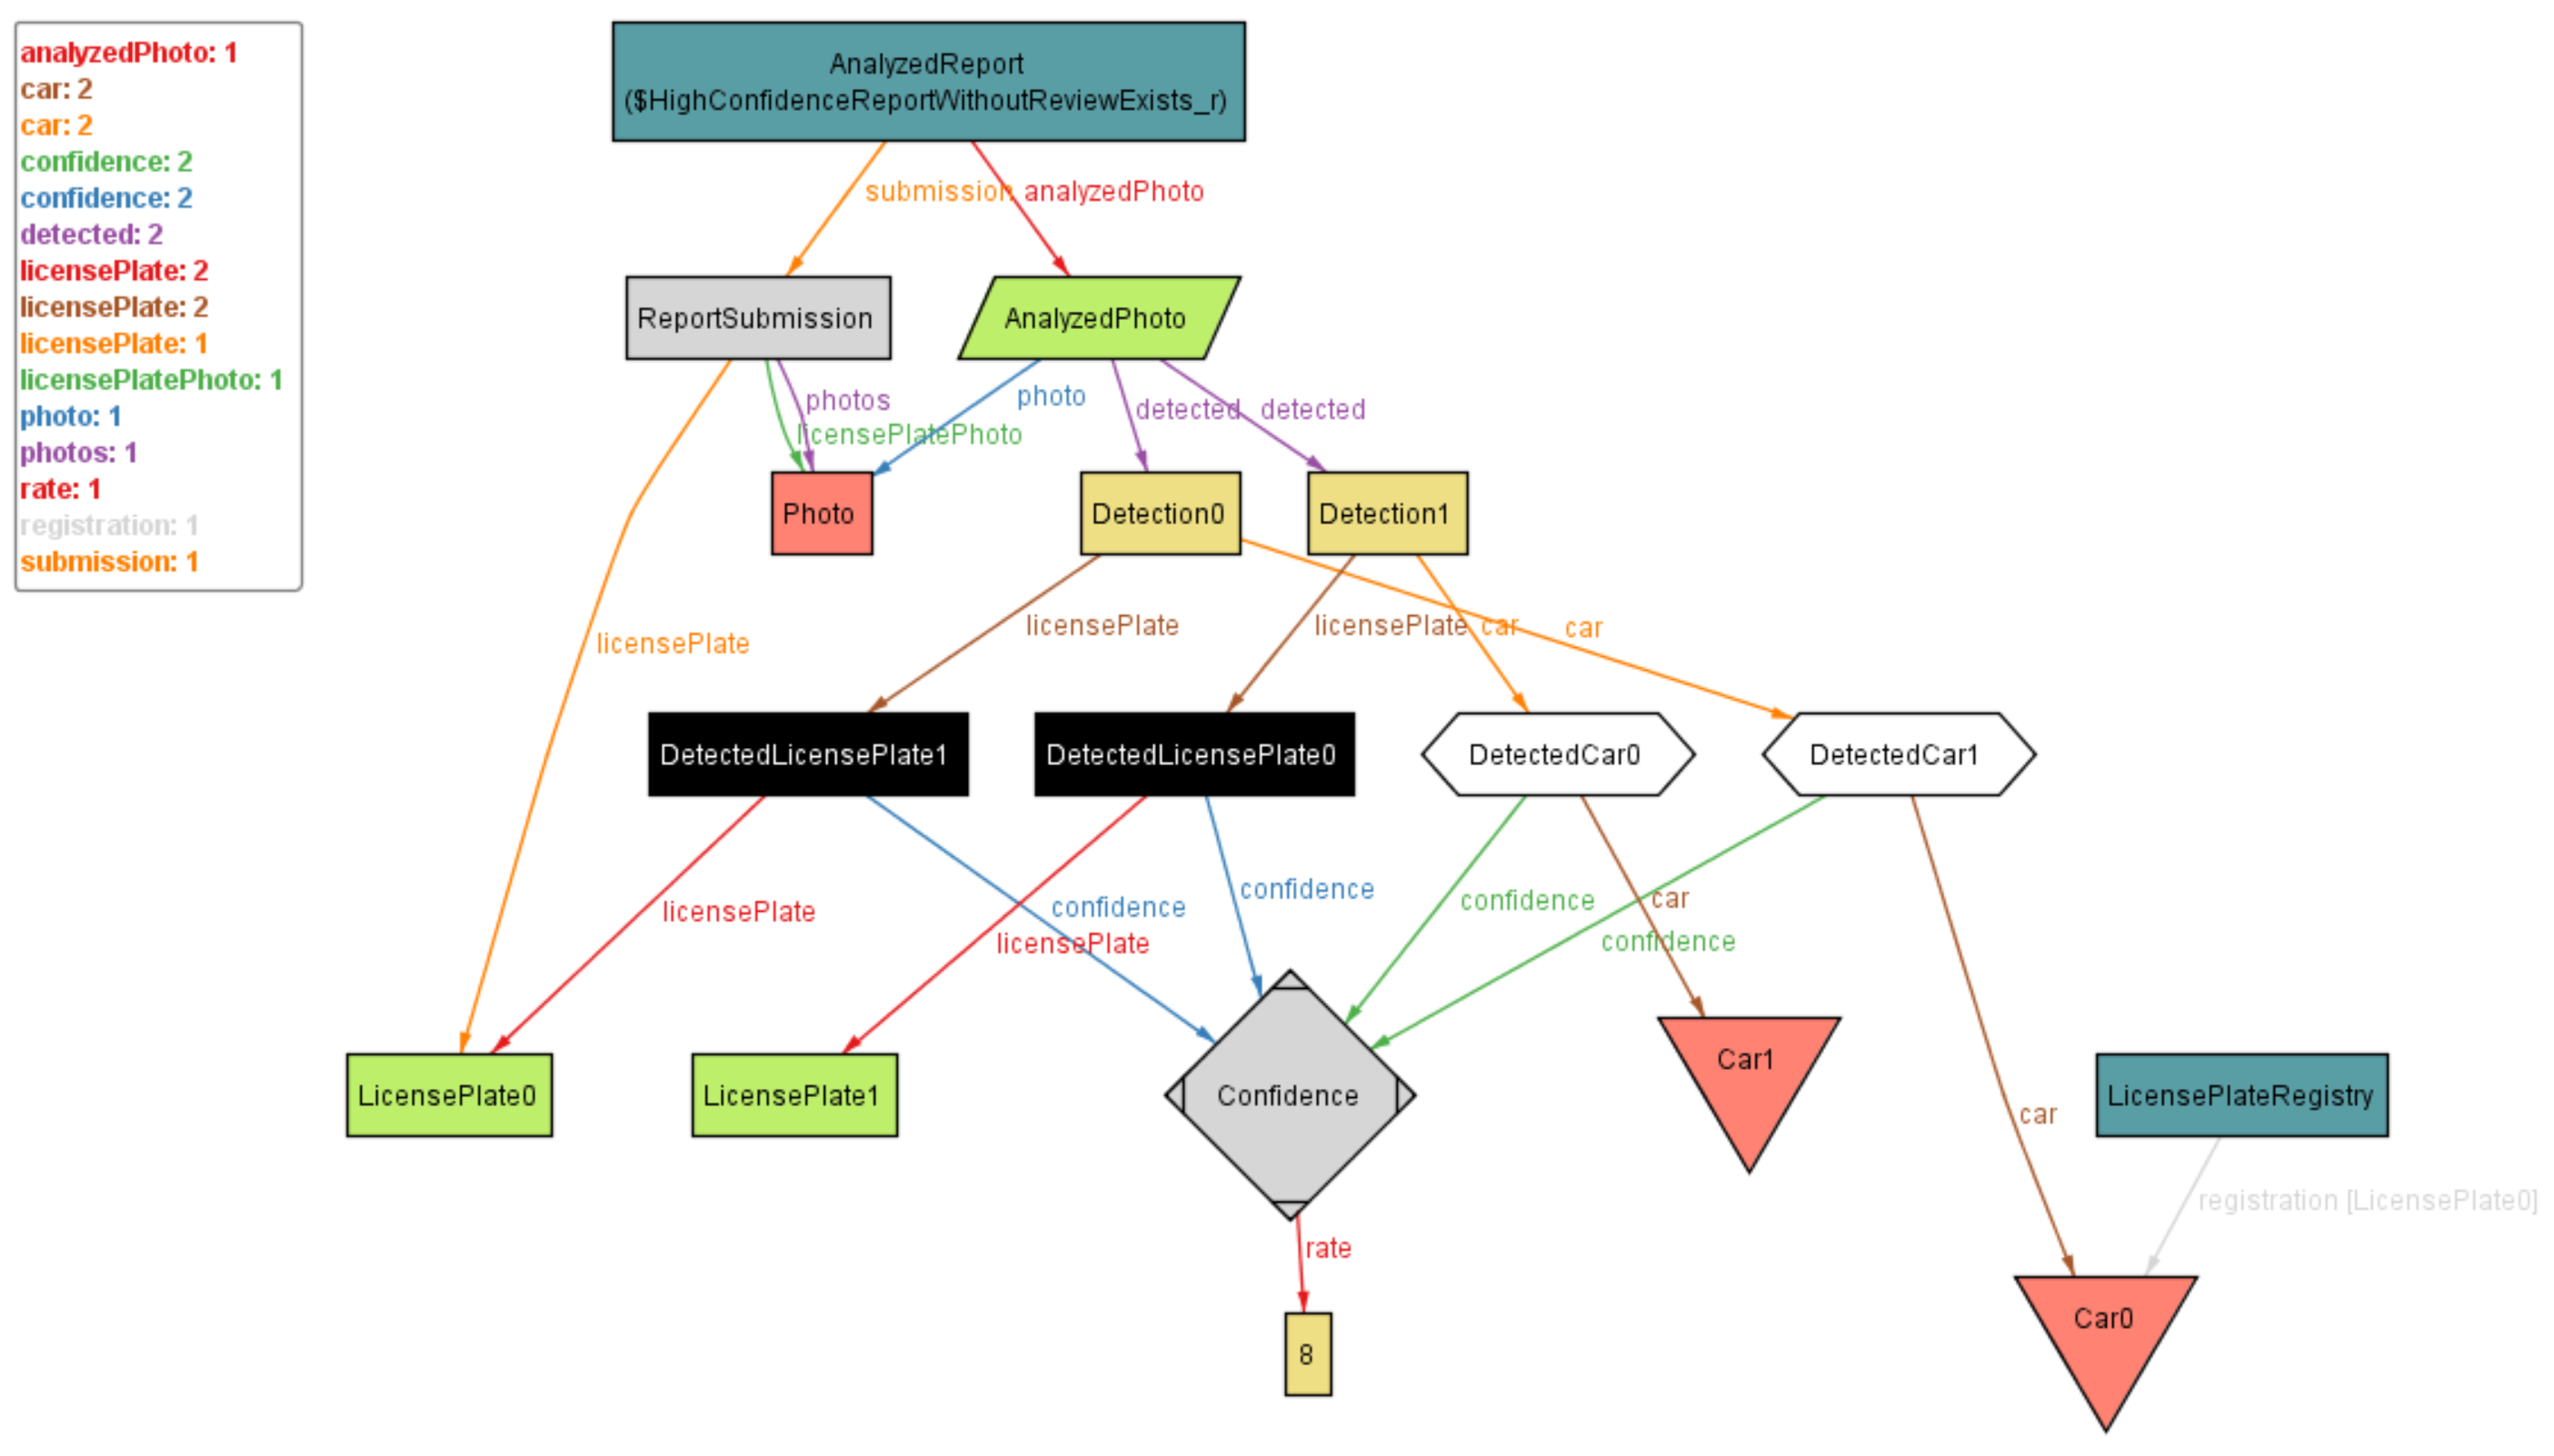 analyzedPhoto: 1
car: 2
car: 2
confidence: 2
confidence: 2
detected: 2
licensePlate: 2
licensePlate: 2
licensePlate: 1
licensePlatePhoto: 1
photo: 1
photos: 1
rate: 1
registration: 1
submission: 1
AnalyzedReport
($HighConfidenceReportWithoutReviewExists_r)
submission
analyzedPhoto
ReportSubmission
AnalyzedPhoto
photos
photo
detected
detected
licensePlatePhoto
Photo
Detection0
Detection1
licensePlate
licensePlate
licensePlate
car
car
DetectedLicensePlate1
DetectedLicensePlate0
DetectedCar0
DetectedCar1
licensePlate
confidence
confidence
licensePlate
confidence
car
confidence
LicensePlate0
LicensePlate1
Confidence
Car1
car
LicensePlateRegistry
registration [LicensePlate0]
rate
8
Car0